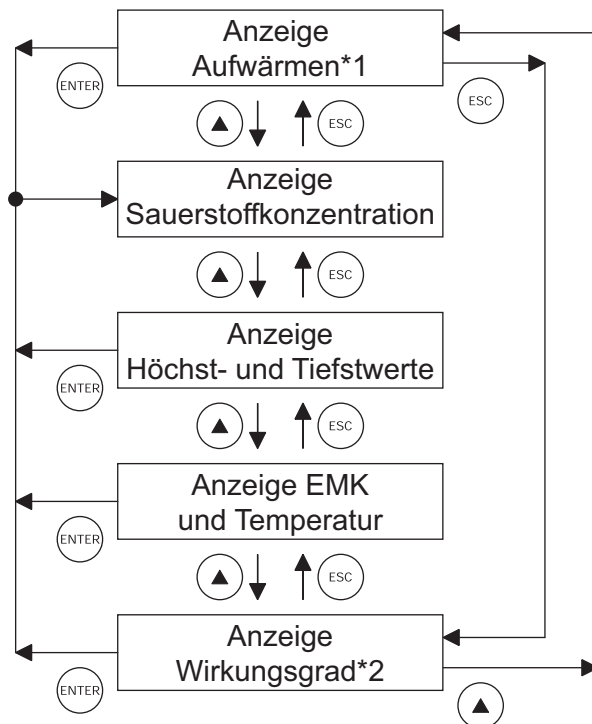 Anzeige
Aufwärmen*1
ENTER
ESC
▲
ESC
Anzeige
Sauerstoffkonzentration
▲
ESC
Anzeige
Höchst- und Tiefstwerte
ENTER
▲
ESC
Anzeige EMK
und Temperatur
ENTER
▲
ESC
Anzeige
Wirkungsgrad*2
ENTER
▲